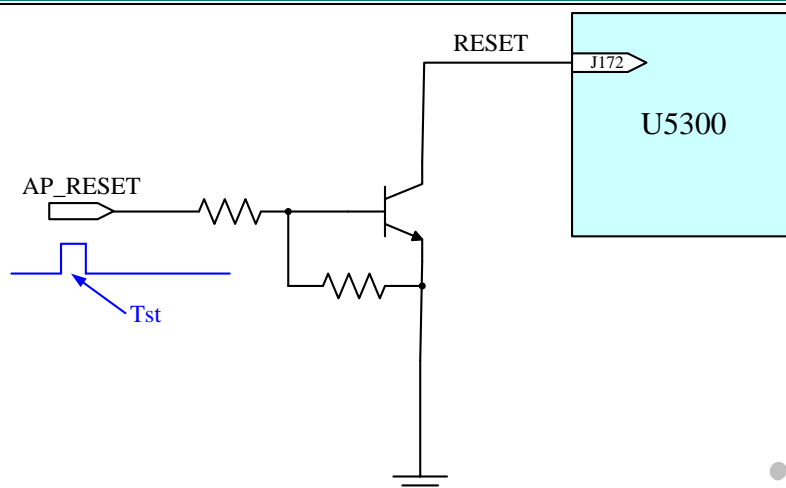 RESET
J172
U5300
AP_RESET
Tst